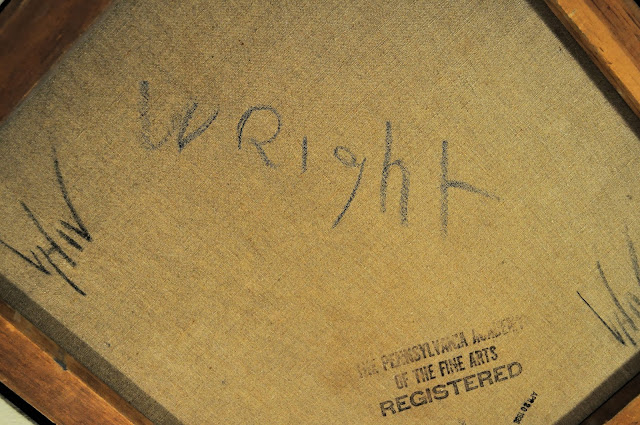 WRight
THE PENNSYLVANIA ACADEMY
OF THE FINE ARTS
REGISTERED